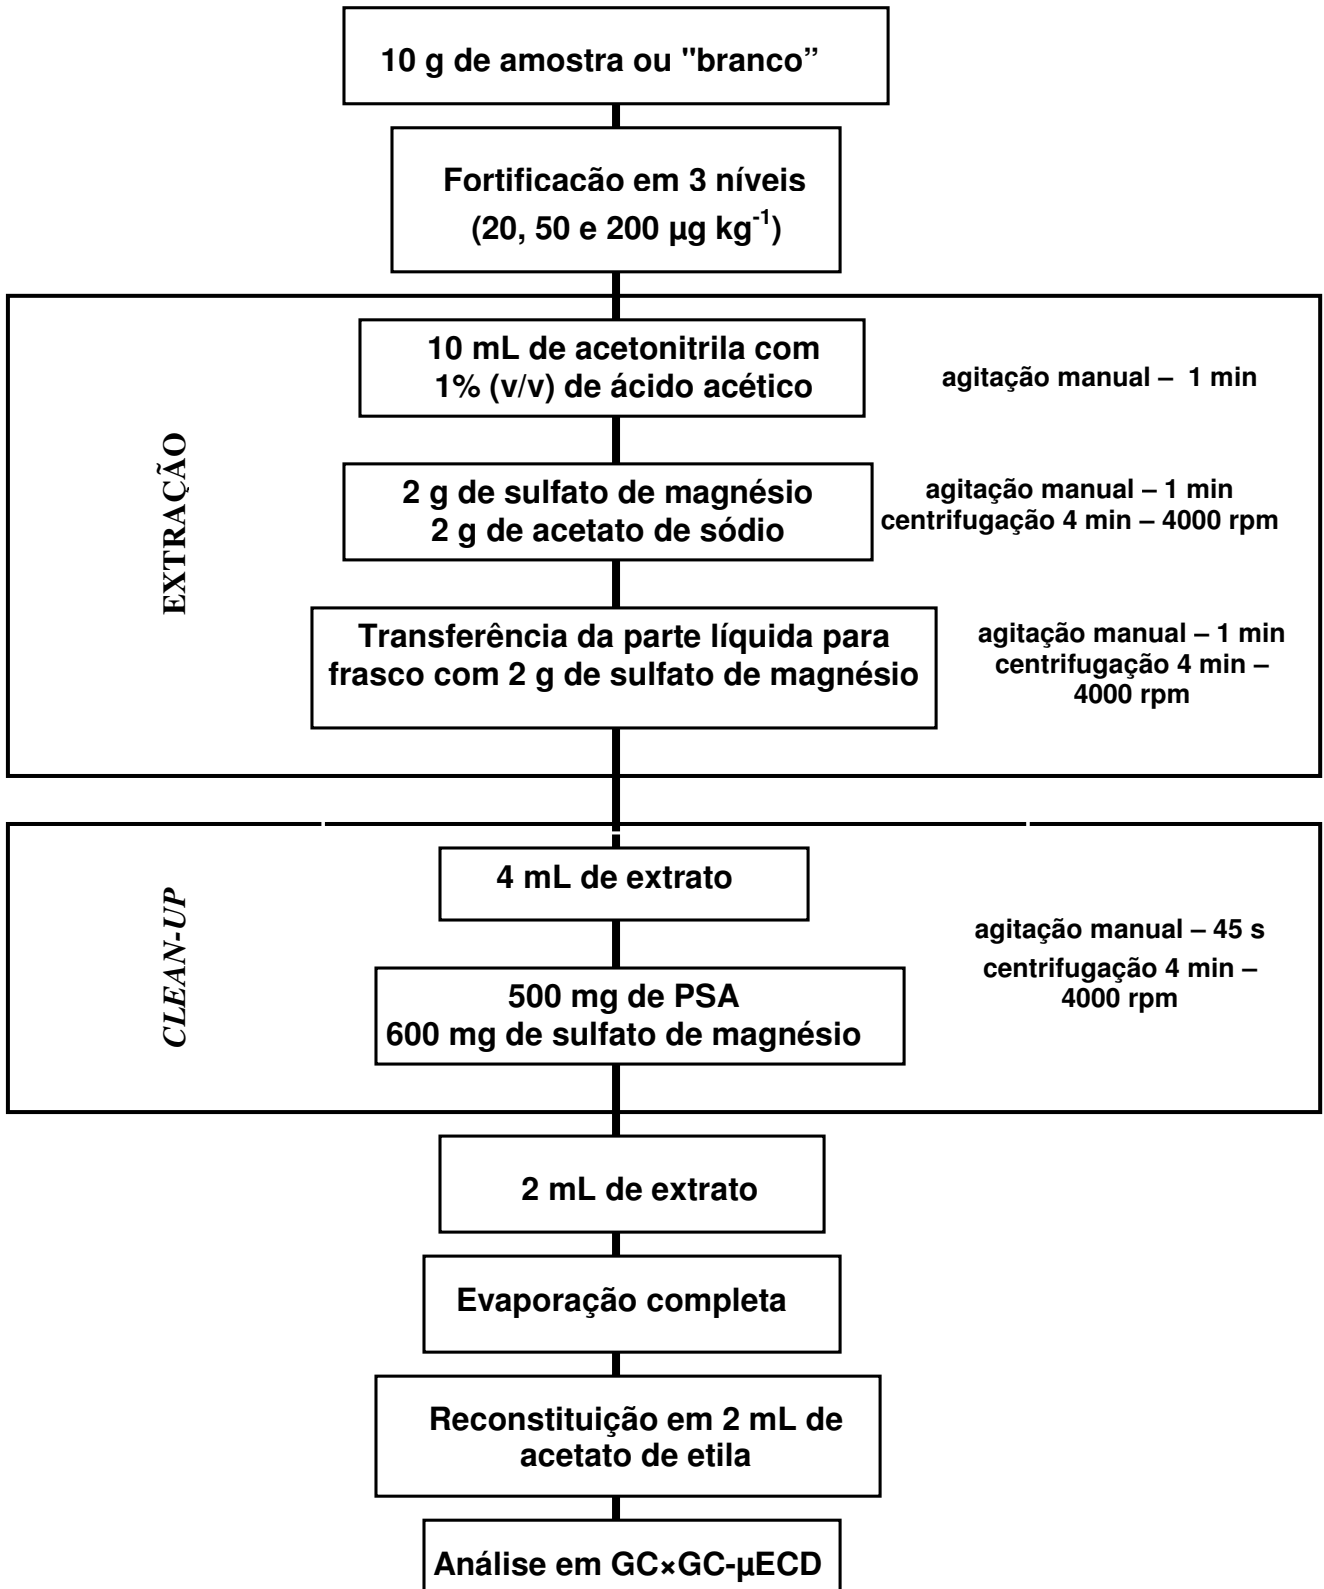 10 g de amostra ou "branco”
Fortificacão em 3 níveis
(20, 50 e 200 µg kg⁻¹)
EXTRAÇÃO
10 mL de acetonitrila com
1% (v/v) de ácido acético
agitação manual – 1 min
2 g de sulfato de magnésio
2 g de acetato de sódio
agitação manual – 1 min
centrifugação 4 min – 4000 rpm
Transferência da parte líquida para
frasco com 2 g de sulfato de magnésio
agitação manual – 1 min
centrifugação 4 min –
4000 rpm
CLEAN-UP
4 mL de extrato
500 mg de PSA
600 mg de sulfato de magnésio
agitação manual – 45 s
centrifugação 4 min –
4000 rpm
2 mL de extrato
Evaporação completa
Reconstituição em 2 mL de
acetato de etila
Análise em GC×GC-µECD